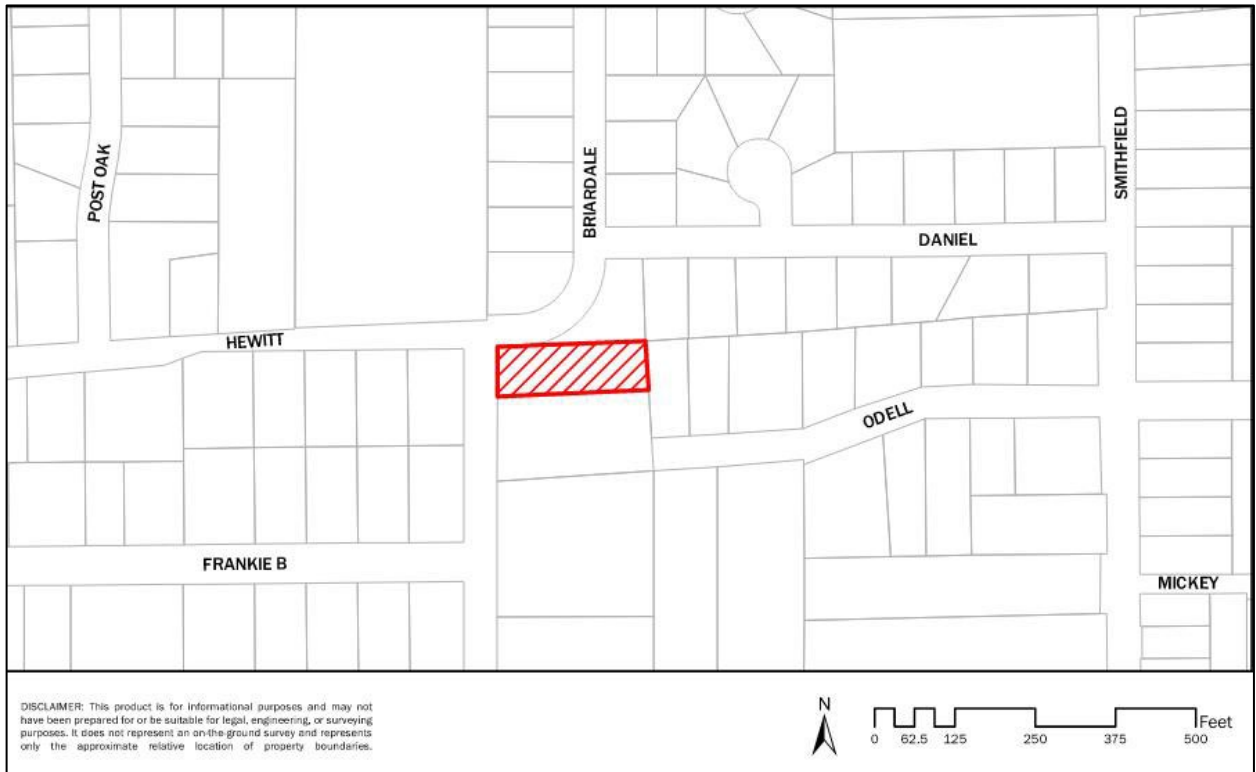 POST OAK
BRIARDALE
SMITHFIELD
DANIEL
HEWITT
ODELL
FRANKIE B
MICKEY
DISCLAIMER: This product is for informational purposes and may not
have been prepared for or be suitable for legal, engineering, or surveying
purposes. It does not represent an on-the-ground survey and represents
only the approximate relative location of property boundaries.
N
Feet
0 62.5 125 250 375 500